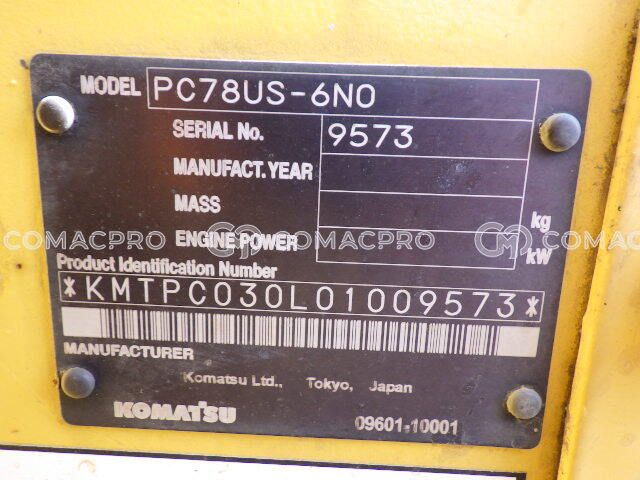 MODEL PC78US-6N0
SERIAL No. 9573
MANUFACT. YEAR
MASS kg
COMACPRO COMACPRO COMACPRO
ENGINE POWER kW
Product Identification Number
*KMTPC030L01009573*
MANUFACTURER
Komatsu Ltd., Tokyo, Japan
KOMATSU 09601-10001